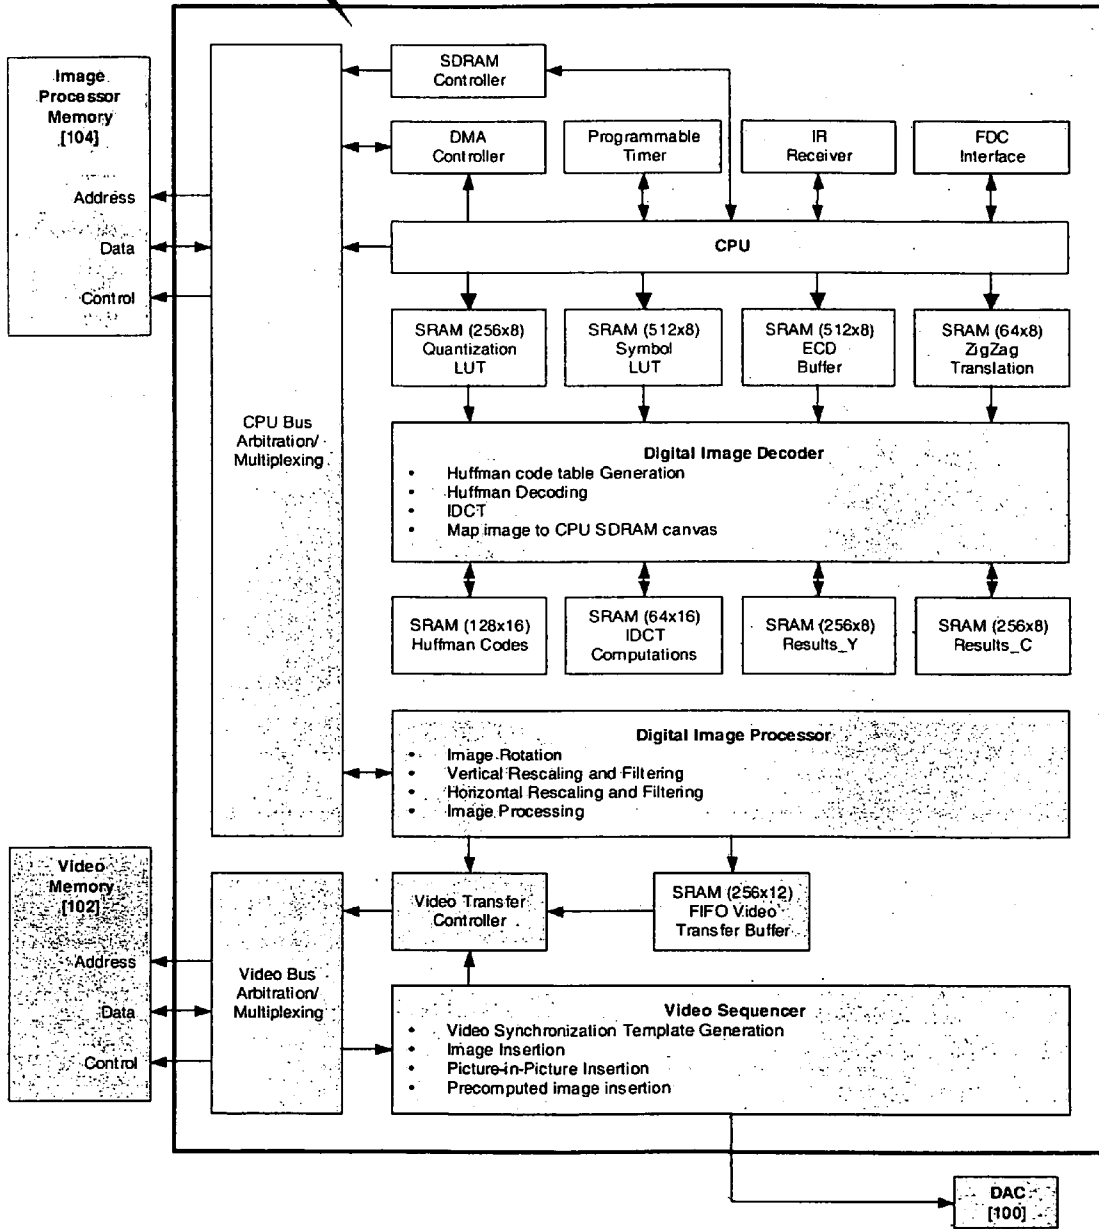 Image
Processor
Memory
[104]
Address
Data
Control
CPU Bus
Arbitration/
Multiplexing
SDRAM
Controller
DMA
Controller
Programmable
Timer
IR
Receiver
FDC
Interface
CPU
SRAM (256x8)
Quantization
LUT
SRAM (512x8)
Symbol
LUT
SRAM (512x8)
ECD
Buffer
SRAM (64x8)
ZigZag
Translation
Digital Image Decoder
• Huffman code table Generation
• Huffman Decoding
• IDCT
• Map image to CPU SDRAM canvas
SRAM (128x16)
Huffman Codes
SRAM (64x16)
IDCT
Computations
SRAM (256x8)
Results_Y
SRAM (256x8)
Results_C
Digital Image Processor
• Image Rotation
• Vertical Rescaling and Filtering
• Horizontal Rescaling and Filtering
• Image Processing
Video
Memory
[102]
Address
Data
Control
Video Bus
Arbitration/
Multiplexing
Video Transfer
Controller
SRAM (256x12)
FIFO Video
Transfer Buffer
Video Sequencer
• Video Synchronization Template Generation
• Image Insertion
• Picture-in-Picture Insertion
• Precomputed image insertion
DAC
[100]